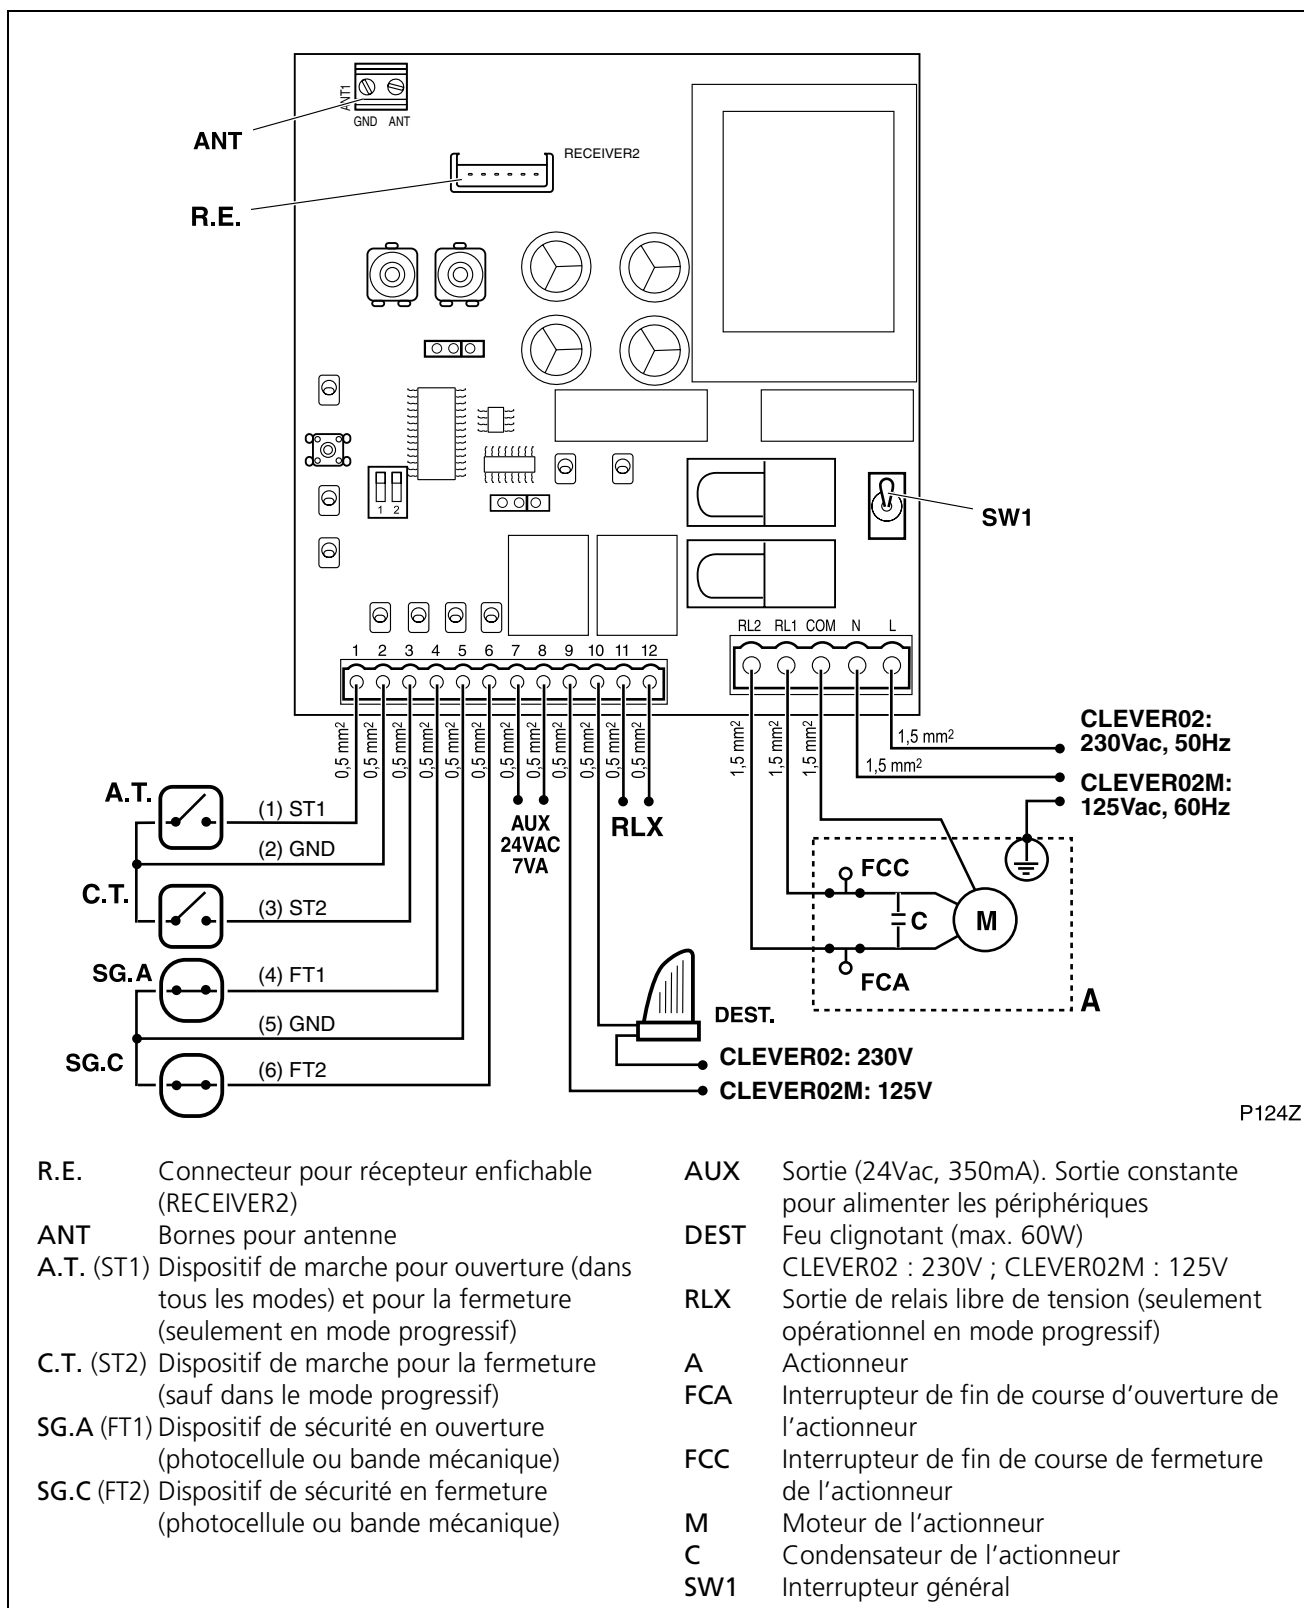 ANT1
GND ANT
ANT
RECEIVER2
R.E.
1 2
SW1
RL2 RL1 COM N L
1 2 3 4 5 6 7 8 9 10 11 12
0,5 mm²
0,5 mm²
0,5 mm²
0,5 mm²
0,5 mm²
0,5 mm²
0,5 mm²
0,5 mm²
0,5 mm²
0,5 mm²
0,5 mm²
0,5 mm²
1,5 mm²
1,5 mm²
1,5 mm²
1,5 mm²
1,5 mm²
CLEVER02:
230Vac, 50Hz
CLEVER02M:
125Vac, 60Hz
A.T.
(1) ST1
(2) GND
C.T.
(3) ST2
SG.A
(4) FT1
(5) GND
SG.C
(6) FT2
AUX
24VAC
7VA
RLX
FCC
C
M
FCA
A
DEST.
CLEVER02: 230V
CLEVER02M: 125V
P124Z
R.E. Connecteur pour récepteur enfichable
(RECEIVER2)
ANT Bornes pour antenne
A.T. (ST1) Dispositif de marche pour ouverture (dans
tous les modes) et pour la fermeture
(seulement en mode progressif)
C.T. (ST2) Dispositif de marche pour la fermeture
(sauf dans le mode progressif)
SG.A (FT1) Dispositif de sécurité en ouverture
(photocellule ou bande mécanique)
SG.C (FT2) Dispositif de sécurité en fermeture
(photocellule ou bande mécanique)
AUX Sortie (24Vac, 350mA). Sortie constante
pour alimenter les périphériques
DEST Feu clignotant (max. 60W)
CLEVER02 : 230V ; CLEVER02M : 125V
RLX Sortie de relais libre de tension (seulement
opérationnel en mode progressif)
A Actionneur
FCA Interrupteur de fin de course d'ouverture de
l'actionneur
FCC Interrupteur de fin de course de fermeture
de l'actionneur
M Moteur de l'actionneur
C Condensateur de l'actionneur
SW1 Interrupteur général